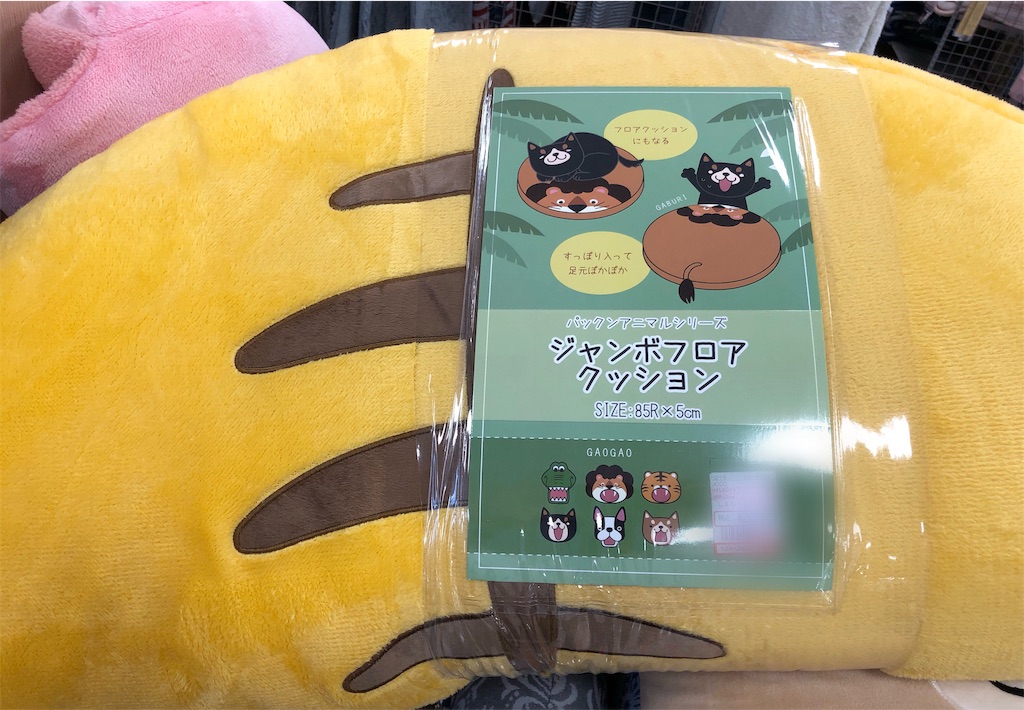 フロアクッション
にもなる
GABURI
すっぽり入って
足元ぽかぽか
パックンアニマルシリーズ
ジャンボフロア
クッション
SIZE:85R×5cm
GAOGAO